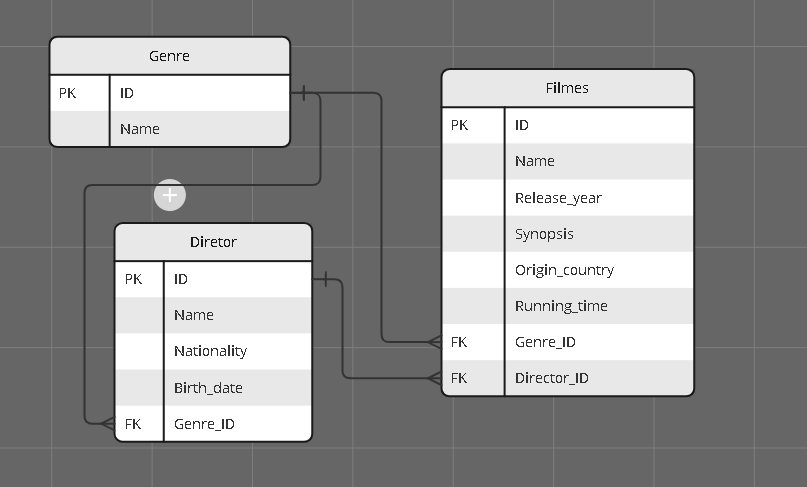 Genre
PK ID
Name
Filmes
PK ID
Name
Release_year
Synopsis
Origin_country
Running_time
FK Genre_ID
FK Director_ID
Diretor
PK ID
Name
Nationality
Birth_date
FK Genre_ID